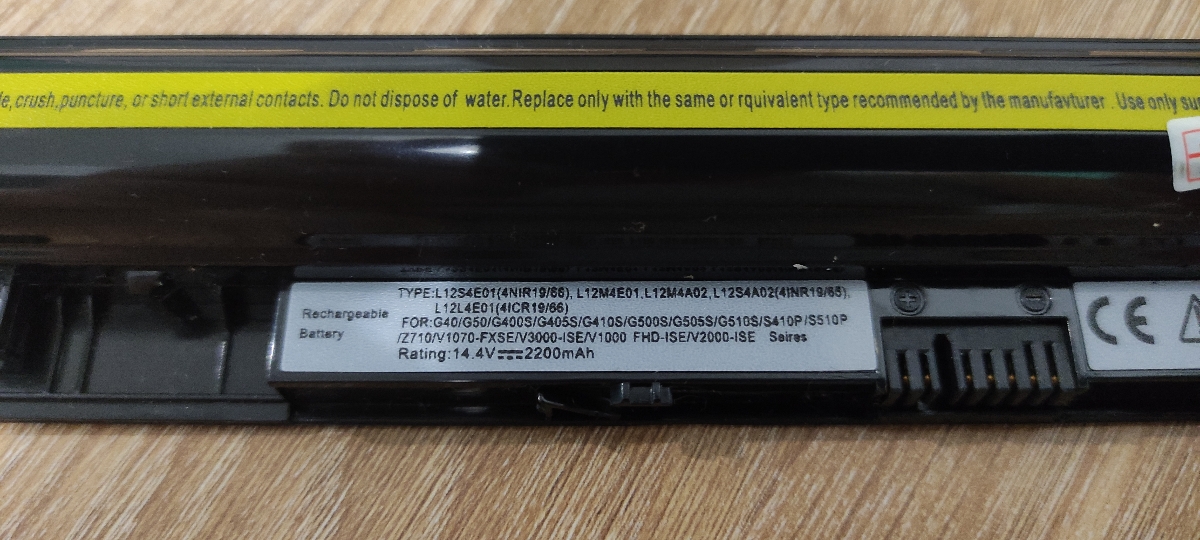 le, crush, puncture, or short external contacts. Do not dispose of water. Replace only with the same or rquivalent type recommended by the manufavturer . Use only
Rechargeable
Battery
TYPE:L12S4E01(4NIR19/66), L12M4E01,L12M4A02,L12S4A02(4INR19/65),
L12L4E01(4ICR19/66)
FOR:G40/G50/G400S/G405S/G410S/G500S/G505S/G510S/S410P/S510P
/Z710/V1070-FXSE/V3000-ISE/V1000 FHD-ISE/V2000-ISE Seires
Rating:14.4V 2200mAh
+ -
CE